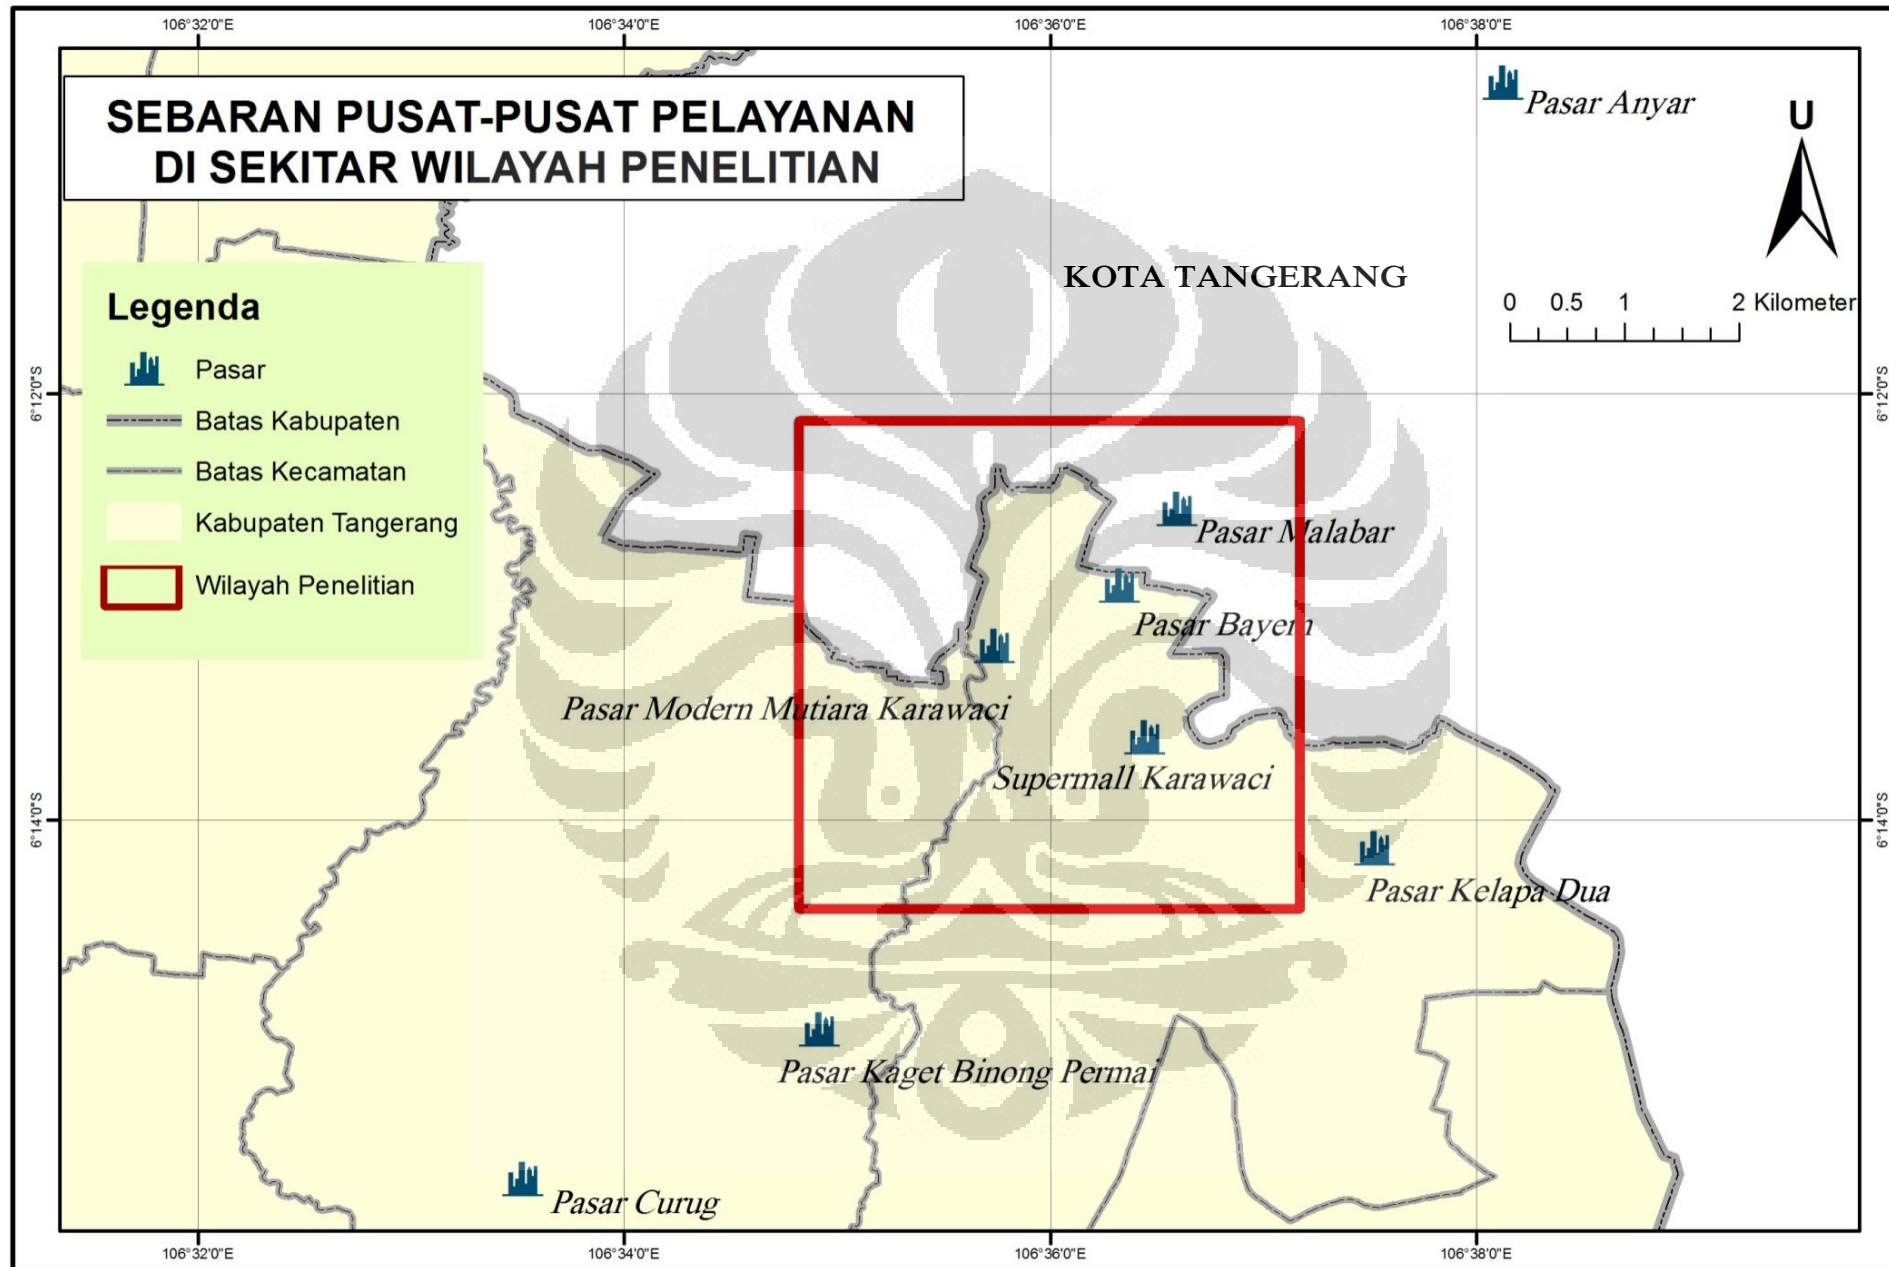 106°32'0"E
106°34'0"E
106°36'0"E
106°38'0"E
SEBARAN PUSAT-PUSAT PELAYANAN
DI SEKITAR WILAYAH PENELITIAN
Pasar Anyar
U
KOTA TANGERANG
0 0.5 1 2 Kilometer
Legenda
Pasar
Batas Kabupaten
Batas Kecamatan
Kabupaten Tangerang
Wilayah Penelitian
6°12'0"S
6°12'0"S
Pasar Malabar
Pasar Bayem
Pasar Modern Mutiara Karawaci
Supermall Karawaci
6°14'0"S
6°14'0"S
Pasar Kelapa Dua
Pasar Kaget Binong Permai
Pasar Curug
106°32'0"E
106°34'0"E
106°36'0"E
106°38'0"E